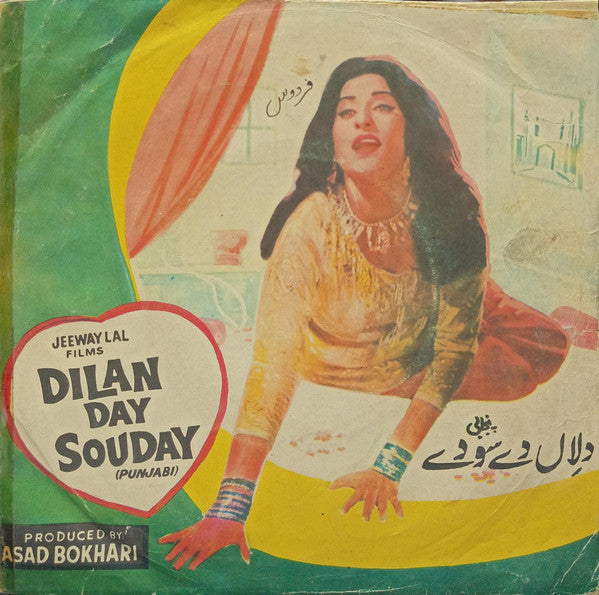 فردوس
JEEWAY LAL
FILMS
DILAN
DAY
SOUDAY
(PUNJABI)
پنجابی
دلاں دے سودے
PRODUCED BY:
ASAD BOKHARI